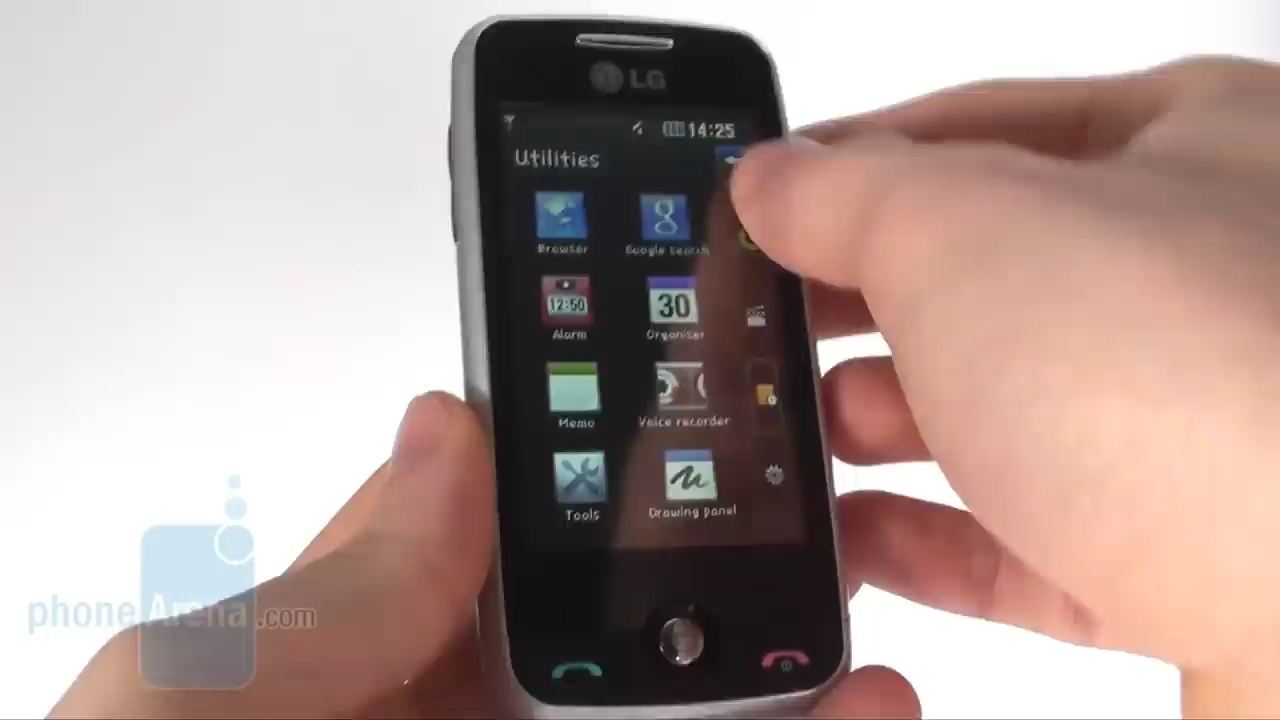 LG
14:25
Utilities
Browser
Google search
12:50
30
Alarm
Organiser
Memo
Voice recorder
Tools
Drawing panel
phoneArena.com